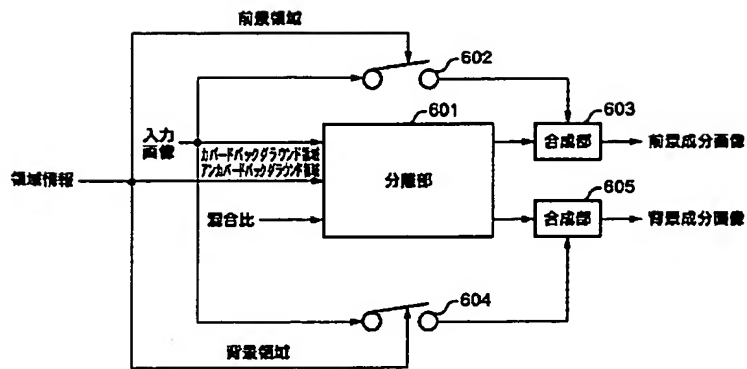 前景領域
602
601
603
入力
画像
カバードバックグラウンド領域
アンカバードバックグラウンド領域
合成部
前景成分画像
領域情報
分離部
605
混合比
合成部
背景成分画像
604
背景領域